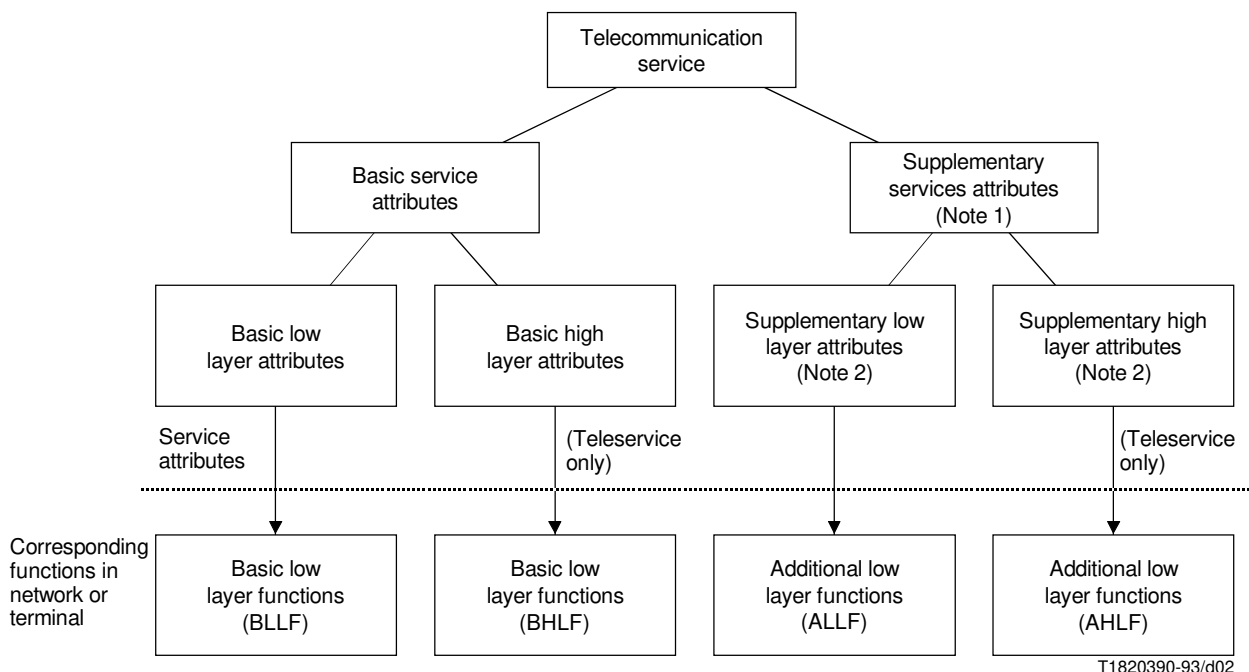 Telecommunication
service
Basic service
attributes
Supplementary
services attributes
(Note 1)
Basic low
layer attributes
Basic high
layer attributes
Supplementary low
layer attributes
(Note 2)
Supplementary high
layer attributes
(Note 2)
Service
attributes
(Teleservice
only)
(Teleservice
only)
Corresponding
functions in
network or
terminal
Basic low
layer functions
(BLLF)
Basic low
layer functions
(BHLF)
Additional low
layer functions
(ALLF)
Additional low
layer functions
(AHLF)
T1820390-93/d02